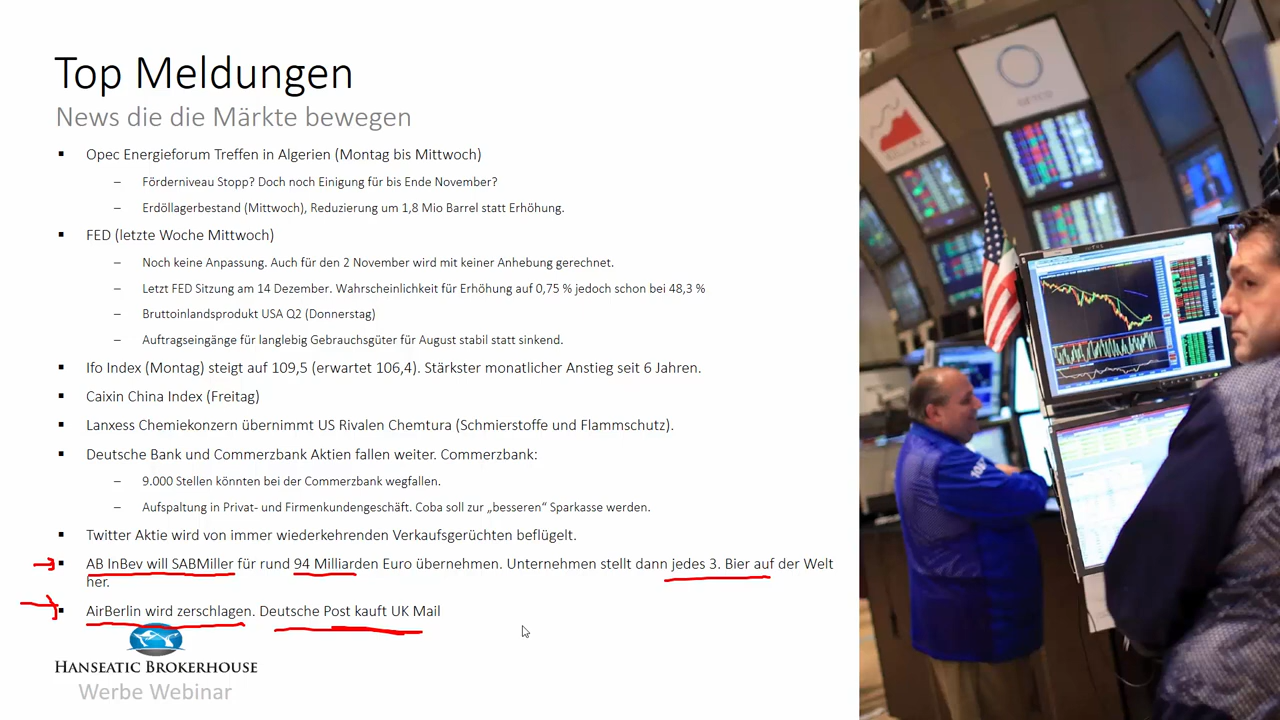 Top Meldungen
News die die Märkte bewegen
▪ Opec Energieforum Treffen in Algerien (Montag bis Mittwoch)
– Förderniveau Stopp? Doch noch Einigung für bis Ende November?
– Erdöllagerbestand (Mittwoch), Reduzierung um 1,8 Mio Barrel statt Erhöhung.
▪ FED (letzte Woche Mittwoch)
– Noch keine Anpassung. Auch für den 2 November wird mit keiner Anhebung gerechnet.
– Letzt FED Sitzung am 14 Dezember. Wahrscheinlichkeit für Erhöhung auf 0,75 % jedoch schon bei 48,3 %
– Bruttoinlandsprodukt USA Q2 (Donnerstag)
– Auftragseingänge für langlebig Gebrauchsgüter für August stabil statt sinkend.
▪ Ifo Index (Montag) steigt auf 109,5 (erwartet 106,4). Stärkster monatlicher Anstieg seit 6 Jahren.
▪ Caixin China Index (Freitag)
▪ Lanxess Chemiekonzern übernimmt US Rivalen Chemtura (Schmierstoffe und Flammschutz).
▪ Deutsche Bank und Commerzbank Aktien fallen weiter. Commerzbank:
– 9.000 Stellen könnten bei der Commerzbank wegfallen.
– Aufspaltung in Privat- und Firmenkundengeschäft. Coba soll zur „besseren“ Sparkasse werden.
▪ Twitter Aktie wird von immer wiederkehrenden Verkaufsgerüchten beflügelt.
▪ AB InBev will SABMiller für rund 94 Milliarden Euro übernehmen. Unternehmen stellt dann jedes 3. Bier auf der Welt
her.
▪ AirBerlin wird zerschlagen. Deutsche Post kauft UK Mail
HANSEATIC BROKERHOUSE
Werbe Webinar